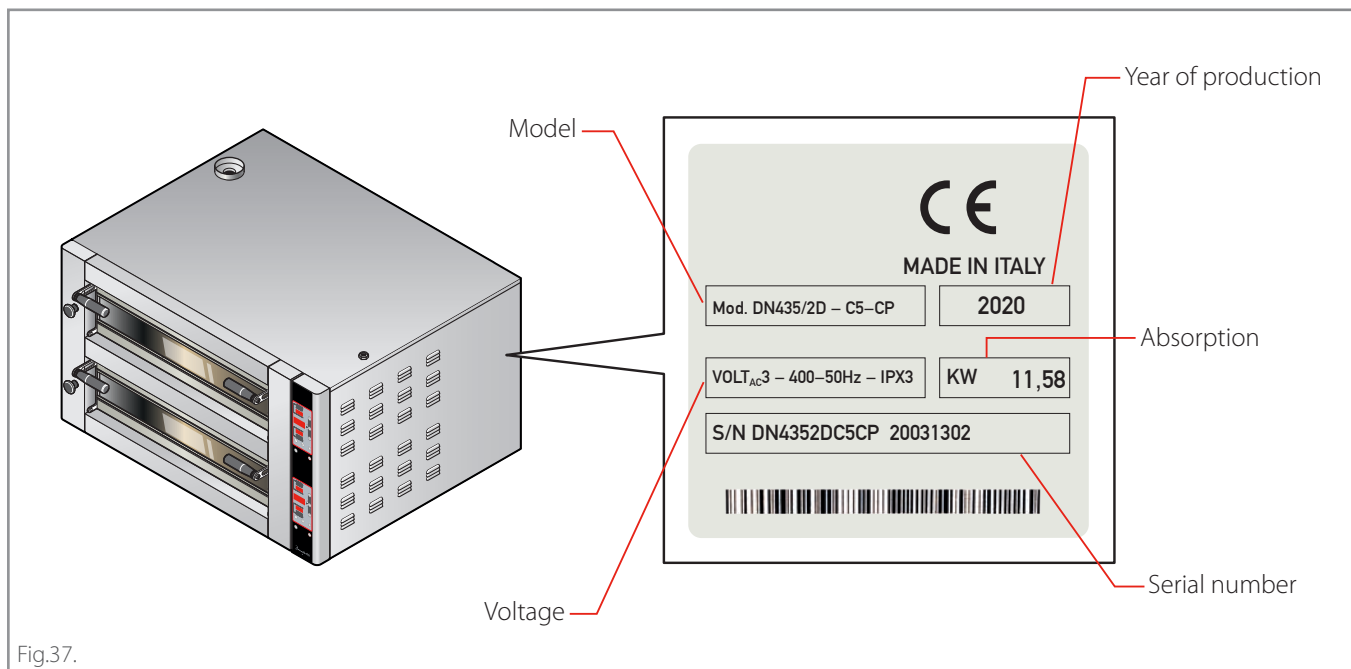 Year of production
Model
CE
MADE IN ITALY
Mod. DN435/2D – C5–CP
2020
Absorption
VOLTAC3 – 400–50Hz – IPX3
KW 11,58
S/N DN4352DC5CP 20031302
Serial number
Voltage
Fig.37.